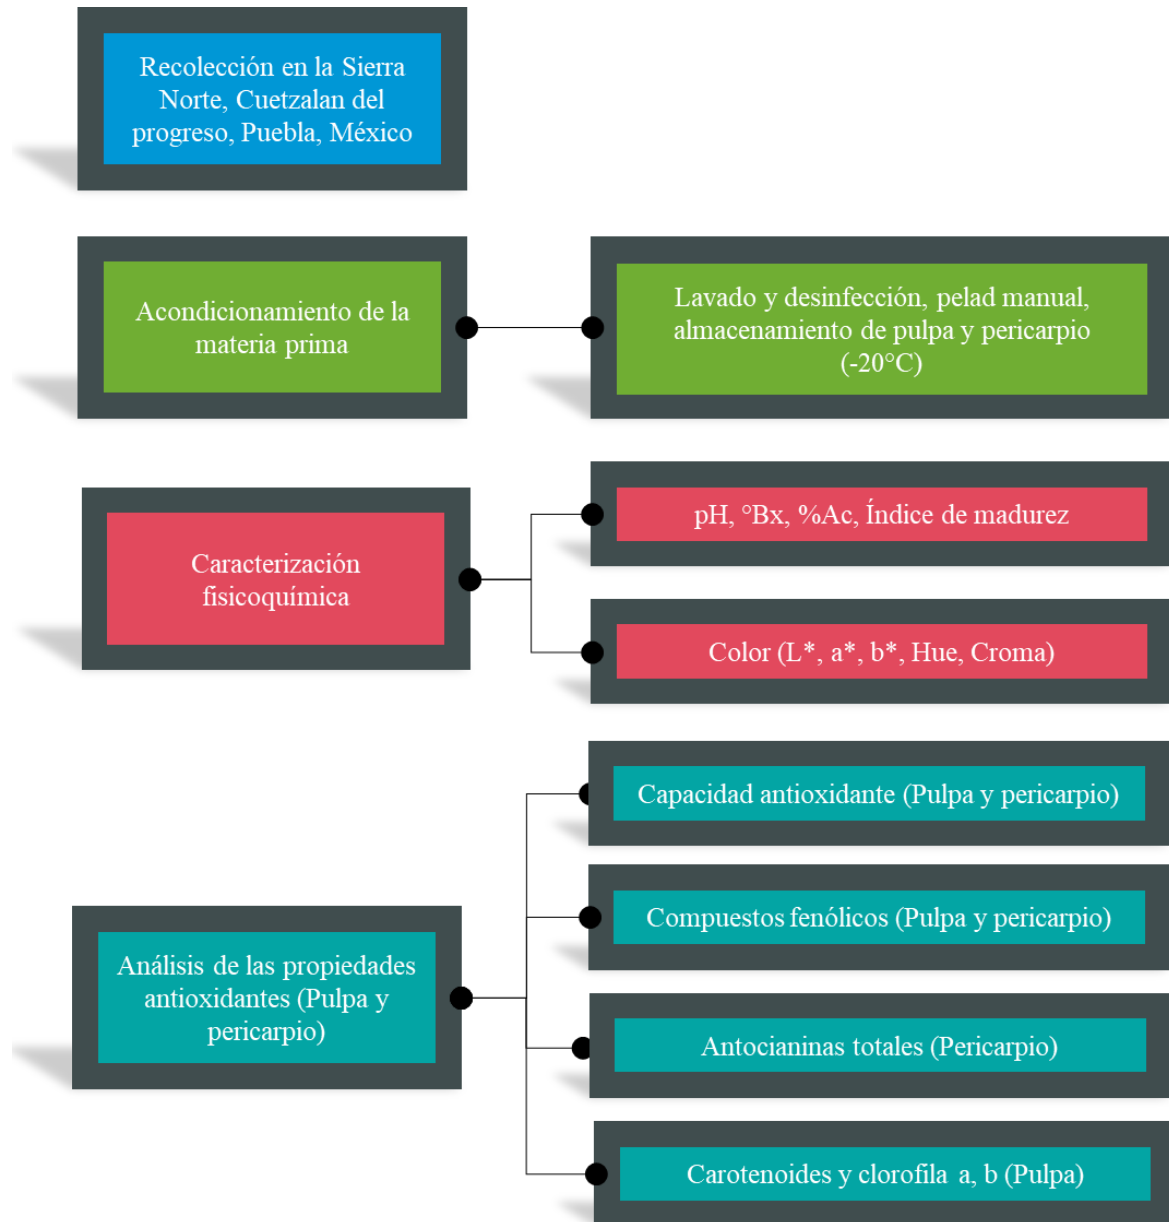 Recolección en la Sierra
Norte, Cuetzalan del
progreso, Puebla, México
Acondicionamiento de la
materia prima
Lavado y desinfección, pelad manual,
almacenamiento de pulpa y pericarpio
(-20°C)
Caracterización
fisicoquímica
pH, °Bx, %Ac, Índice de madurez
Color (L*, a*, b*, Hue, Croma)
Análisis de las propiedades
antioxidantes (Pulpa y
pericarpio)
Capacidad antioxidante (Pulpa y pericarpio)
Compuestos fenólicos (Pulpa y pericarpio)
Antocianinas totales (Pericarpio)
Carotenoides y clorofila a, b (Pulpa)